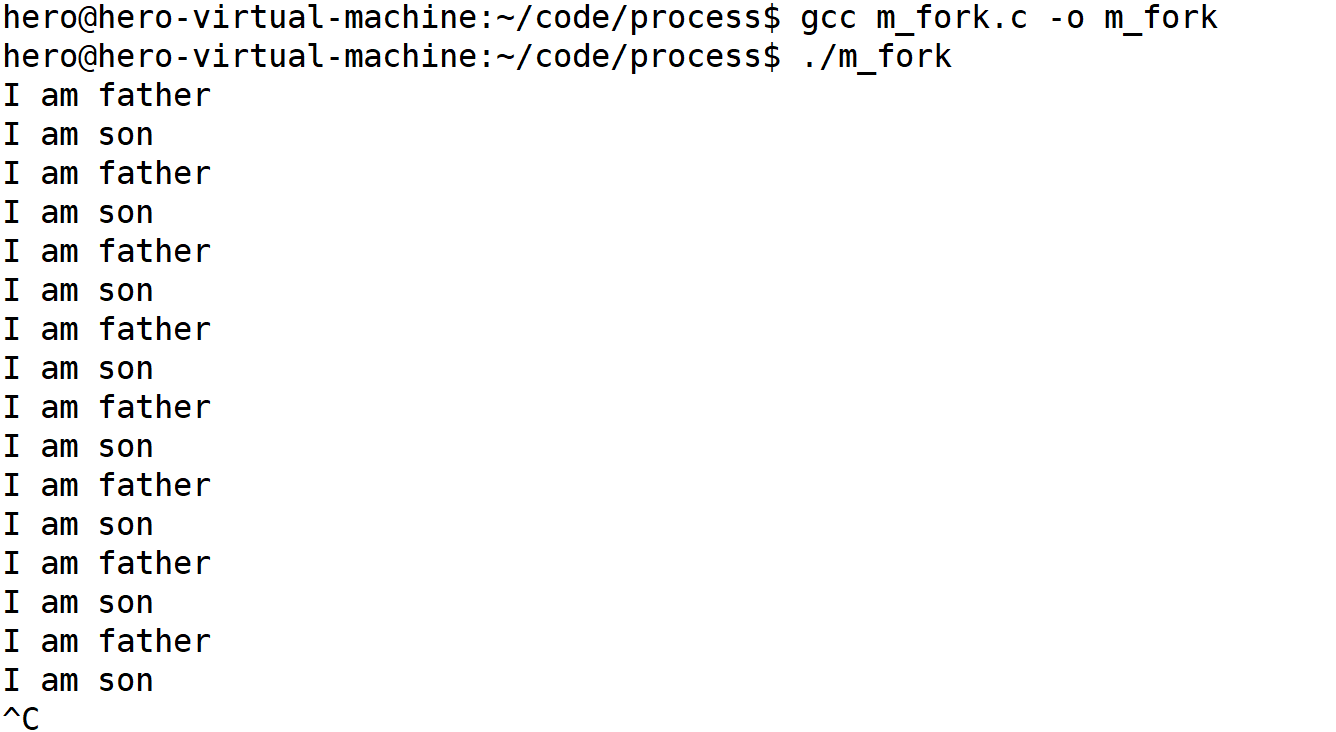 hero@hero-virtual-machine:~/code/process$ gcc m_fork.c -o m_fork
hero@hero-virtual-machine:~/code/process$ ./m_fork
I am father
I am son
I am father
I am son
I am father
I am son
I am father
I am son
I am father
I am son
I am father
I am son
I am father
I am son
I am father
I am son
^C